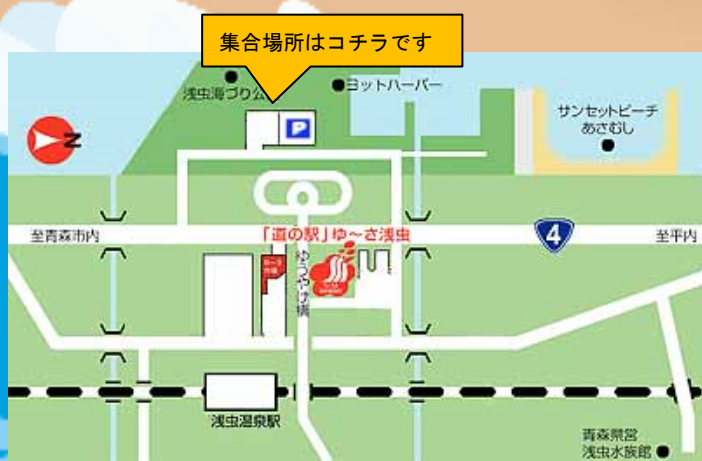 集合場所はコチラです
浅虫海づり公
ヨットハーバー
サンセットビーチ
あさむし
P
N
至青森市内
「道の駅」ゆ～さ浅虫
4
至平内
ゆうやけ橋
浅虫温泉駅
青森県営
浅虫水族館